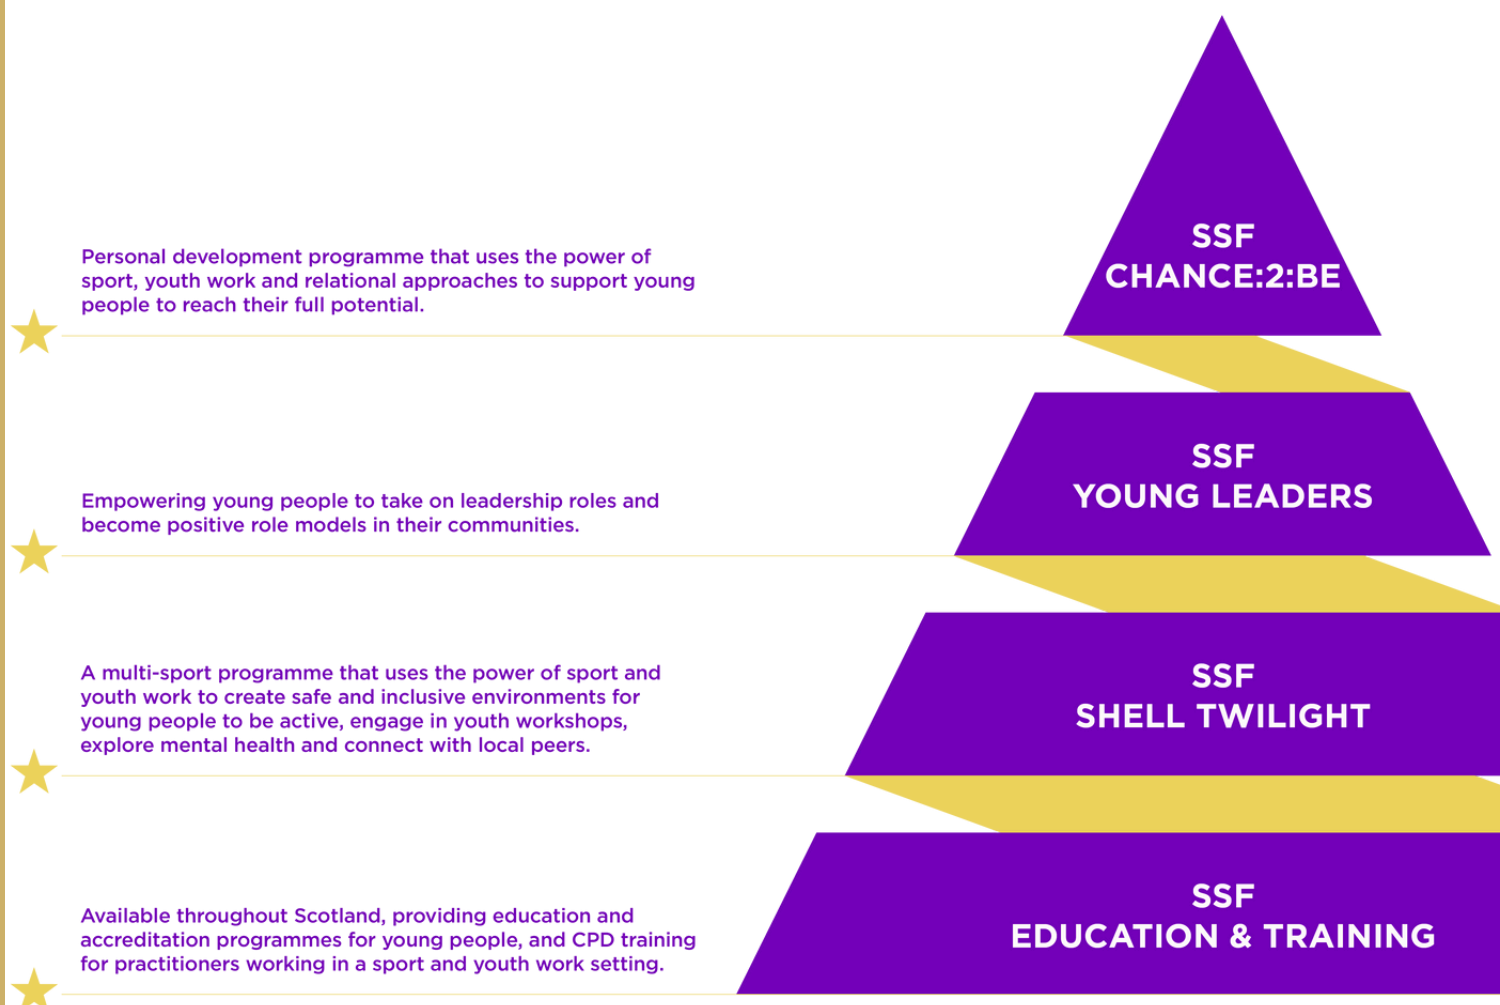 Personal development programme that uses the power of
sport, youth work and relational approaches to support young
people to reach their full potential.
SSF
CHANCE:2:BE
Empowering young people to take on leadership roles and
become positive role models in their communities.
SSF
YOUNG LEADERS
A multi-sport programme that uses the power of sport and
youth work to create safe and inclusive environments for
young people to be active, engage in youth workshops,
explore mental health and connect with local peers.
SSF
SHELL TWILIGHT
Available throughout Scotland, providing education and
accreditation programmes for young people, and CPD training
for practitioners working in a sport and youth work setting.
SSF
EDUCATION & TRAINING